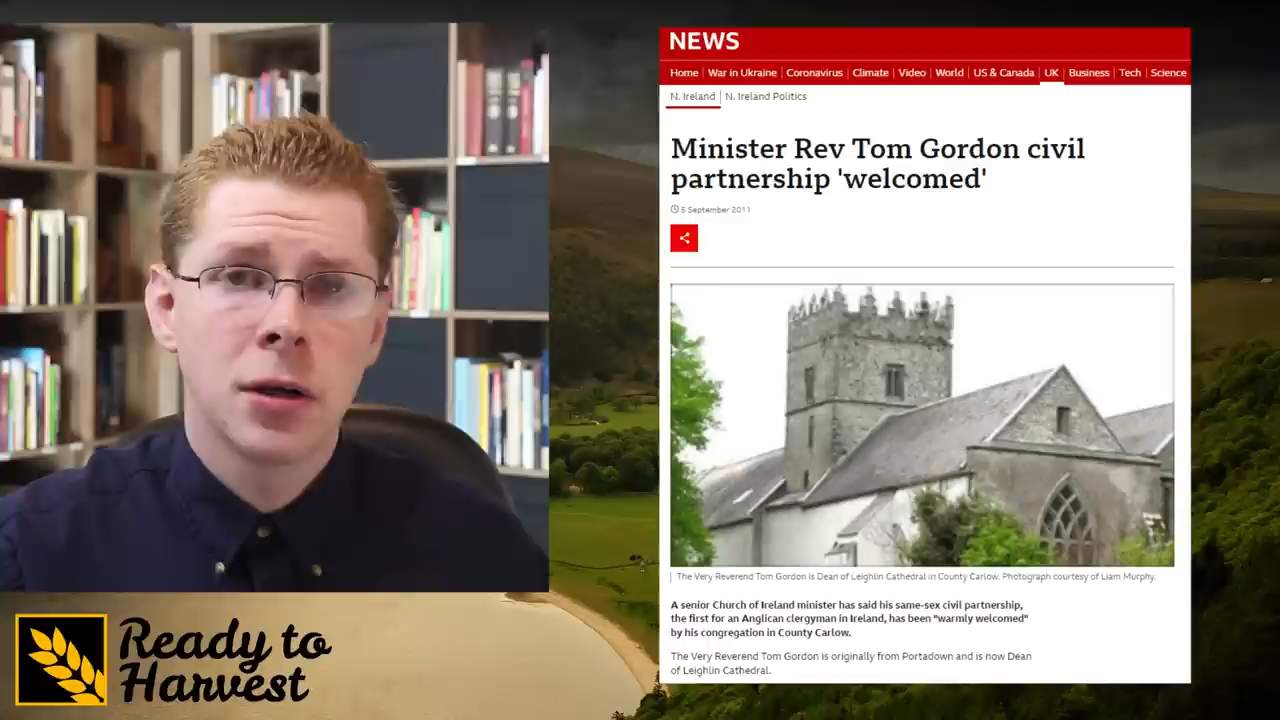 NEWS
Home War in Ukraine Coronavirus Climate Video World US & Canada UK Business Tech Science
N. Ireland N. Ireland Politics
Minister Rev Tom Gordon civil
partnership 'welcomed'
5 September 2011
The Very Reverend Tom Gordon is Dean of Leighlin Cathedral in County Carlow. Photograph courtesy of Liam Murphy.
A senior Church of Ireland minister has said his same-sex civil partnership,
the first for an Anglican clergyman in Ireland, has been "warmly welcomed"
by his congregation in County Carlow.
The Very Reverend Tom Gordon is originally from Portadown and is now Dean
of Leighlin Cathedral.
Ready to
Harvest